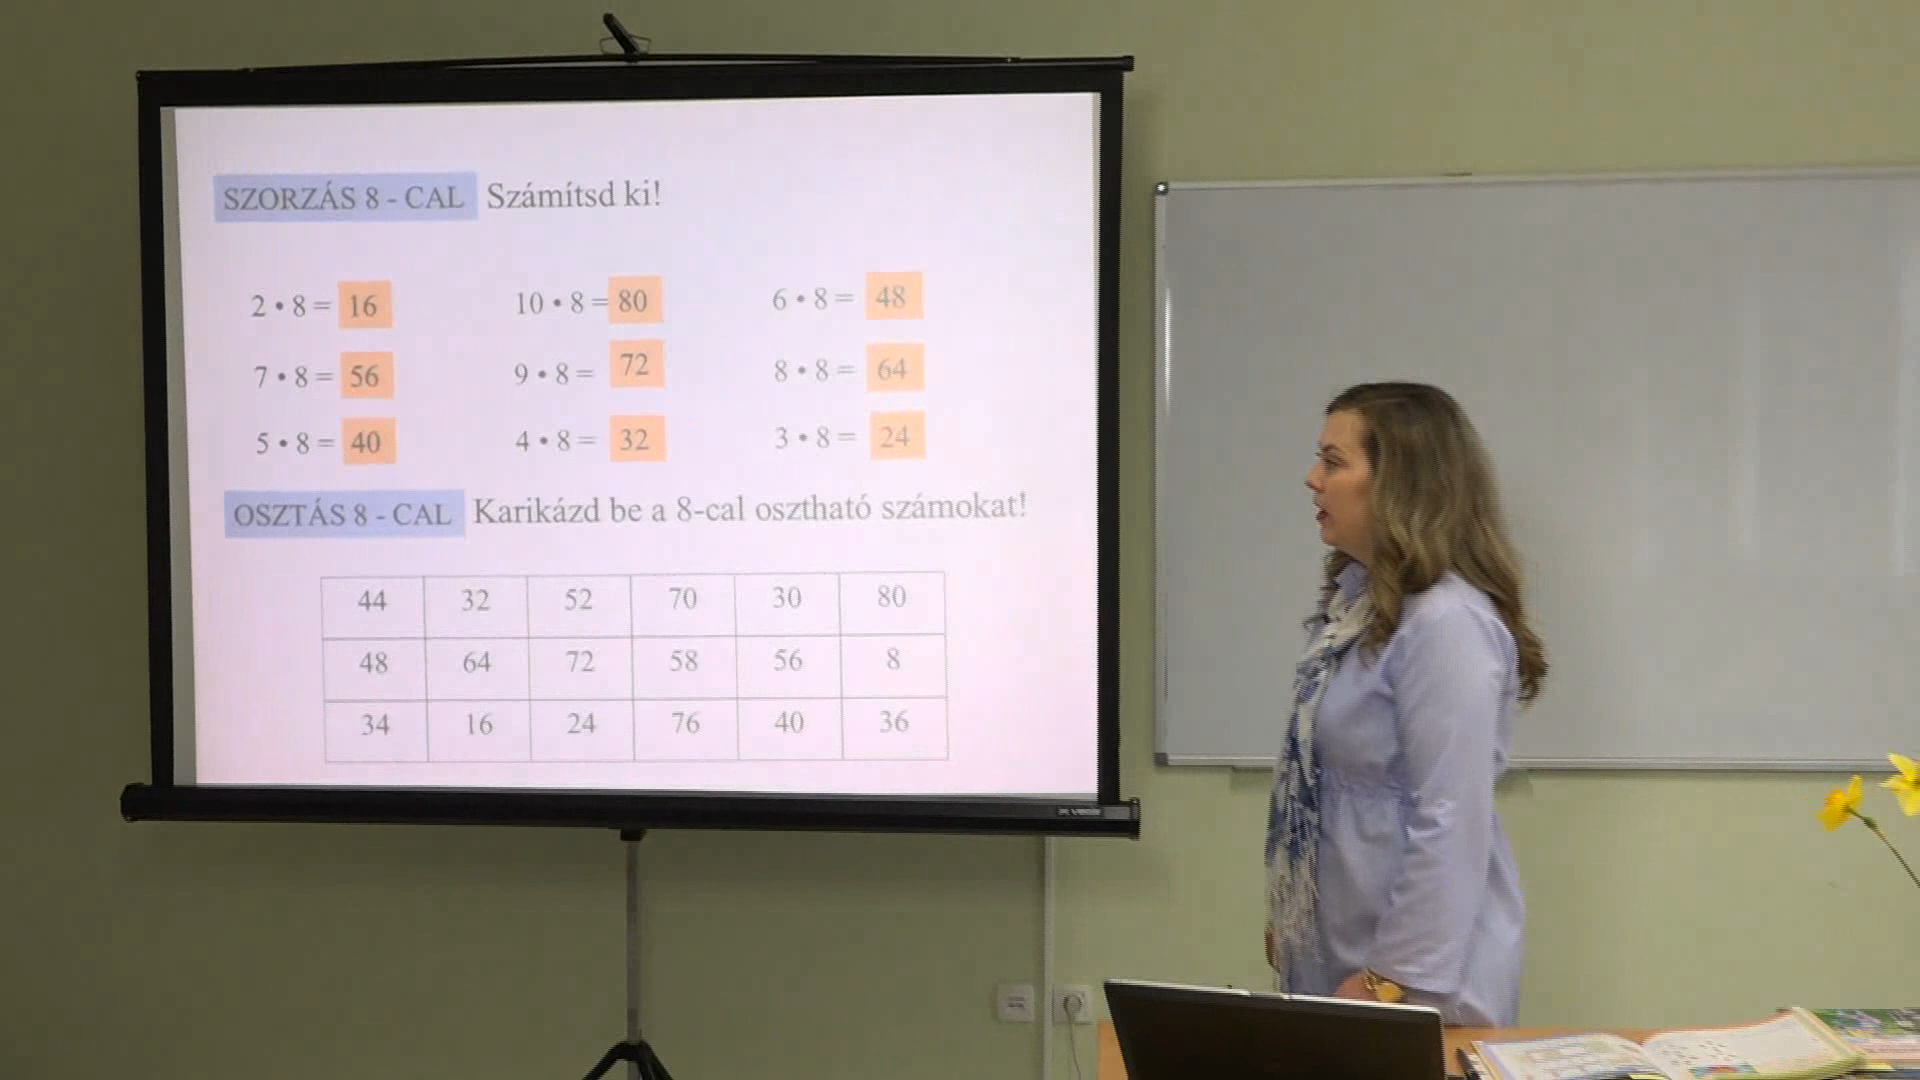 SZORZÁS 8 - CAL Számítsd ki!
2 • 8 = 16 10 • 8 = 80 6 • 8 = 48
7 • 8 = 56 9 • 8 = 72 8 • 8 = 64
5 • 8 = 40 4 • 8 = 32 3 • 8 = 24
OSZTÁS 8 - CAL Karikázd be a 8-cal osztható számokat!
44 32 52 70 30 80
48 64 72 58 56 8
34 16 24 76 40 36